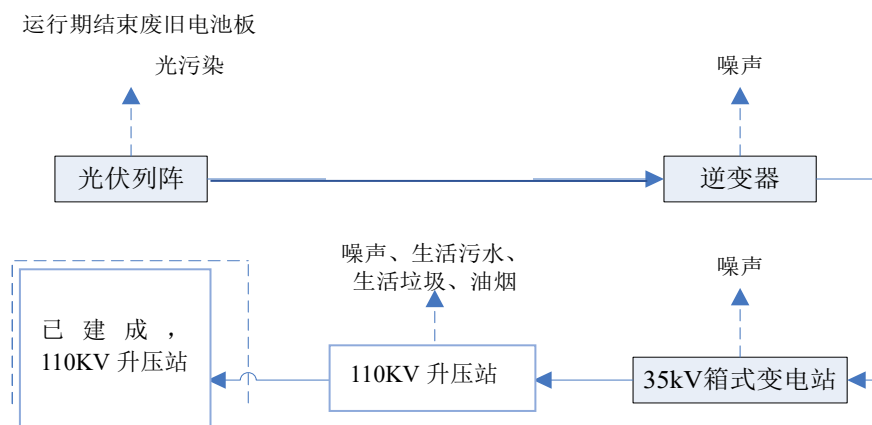 运行期结束废旧电池板
光污染
噪声
光伏列阵
逆变器
噪声、生活污水、
生活垃圾、油烟
噪声
已建成，
110KV 升压站
110KV 升压站
35kV箱式变电站